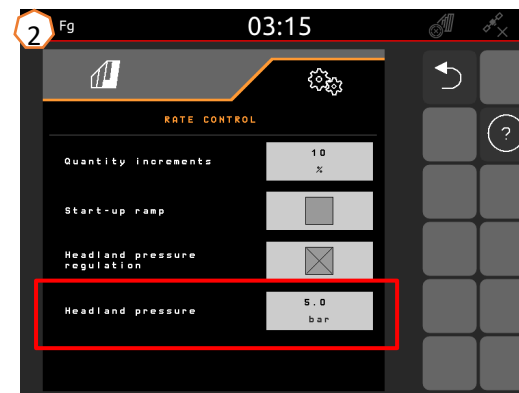 2
Fg
03:15
RATE CONTROL
Quantity increments
10
%
Start-up ramp
Headland pressure
regulation
Headland pressure
5.0
bar
?